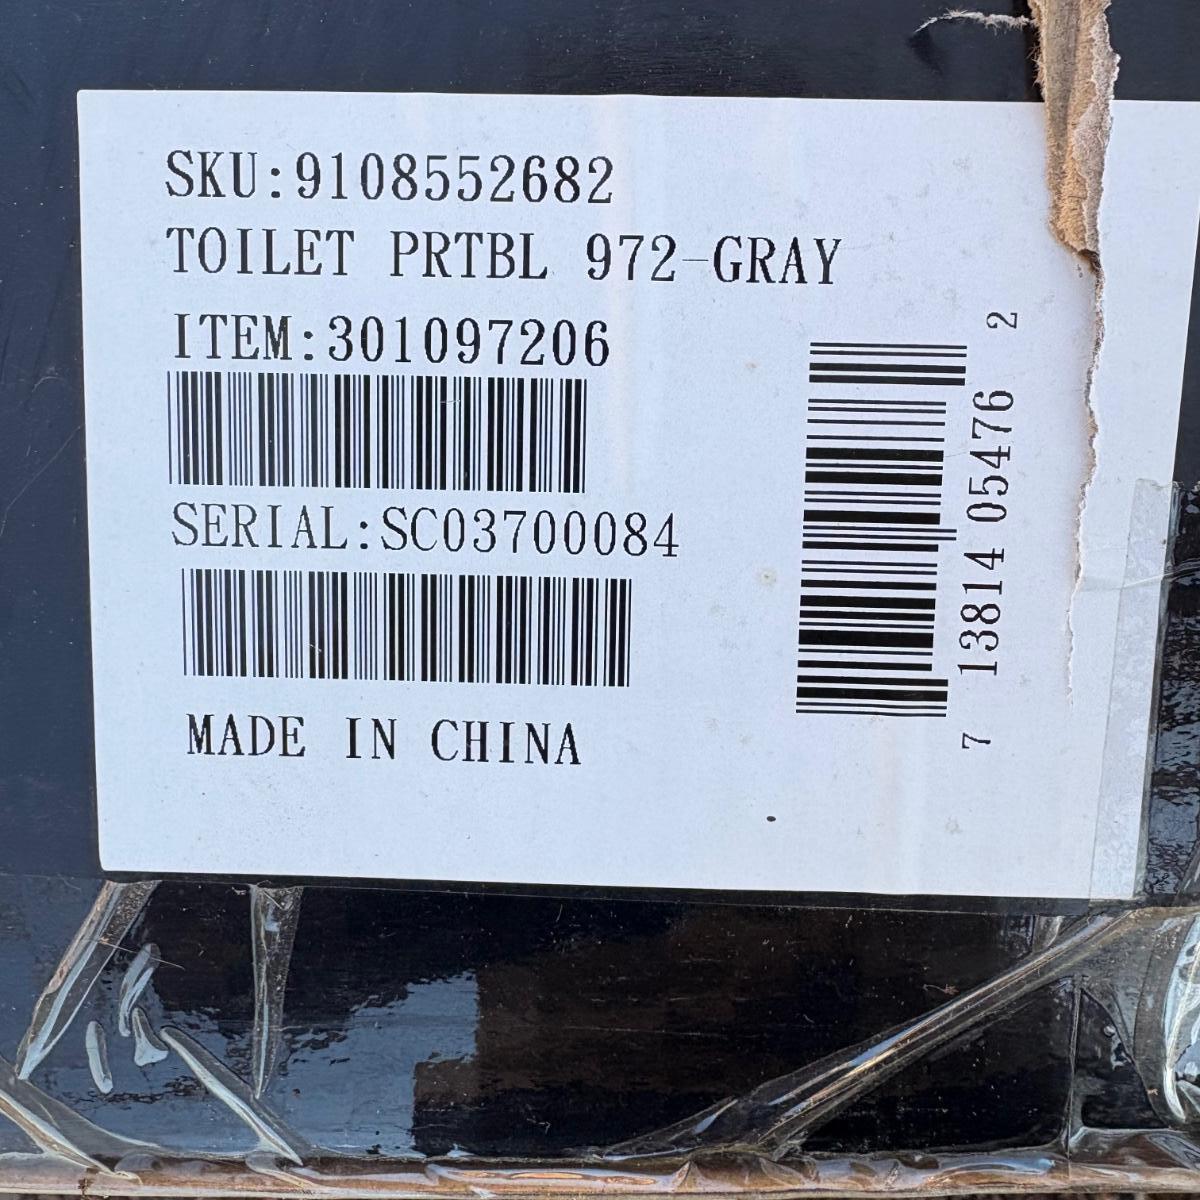 SKU:9108552682
TOILET PRTBL 972-GRAY
ITEM:301097206
SERIAL:SC03700084
MADE IN CHINA
7 13814 05476 2